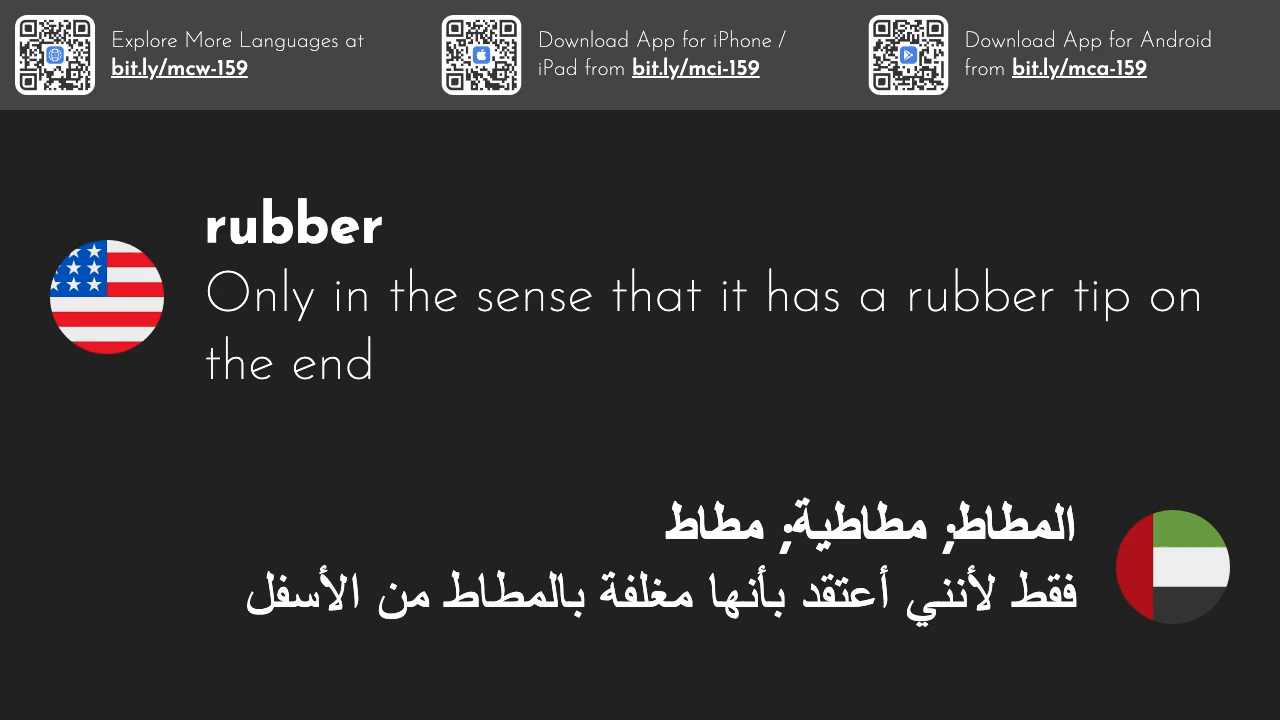 Explore More Languages at
bit.ly/mcw-159
Download App for iPhone /
iPad from bit.ly/mci-159
Download App for Android
from bit.ly/mca-159
rubber
Only in the sense that it has a rubber tip on
the end
المطاط; مطاطية; مطاط
فقط لأنني أعتقد بأنها مغلفة بالمطاط من الأسفل